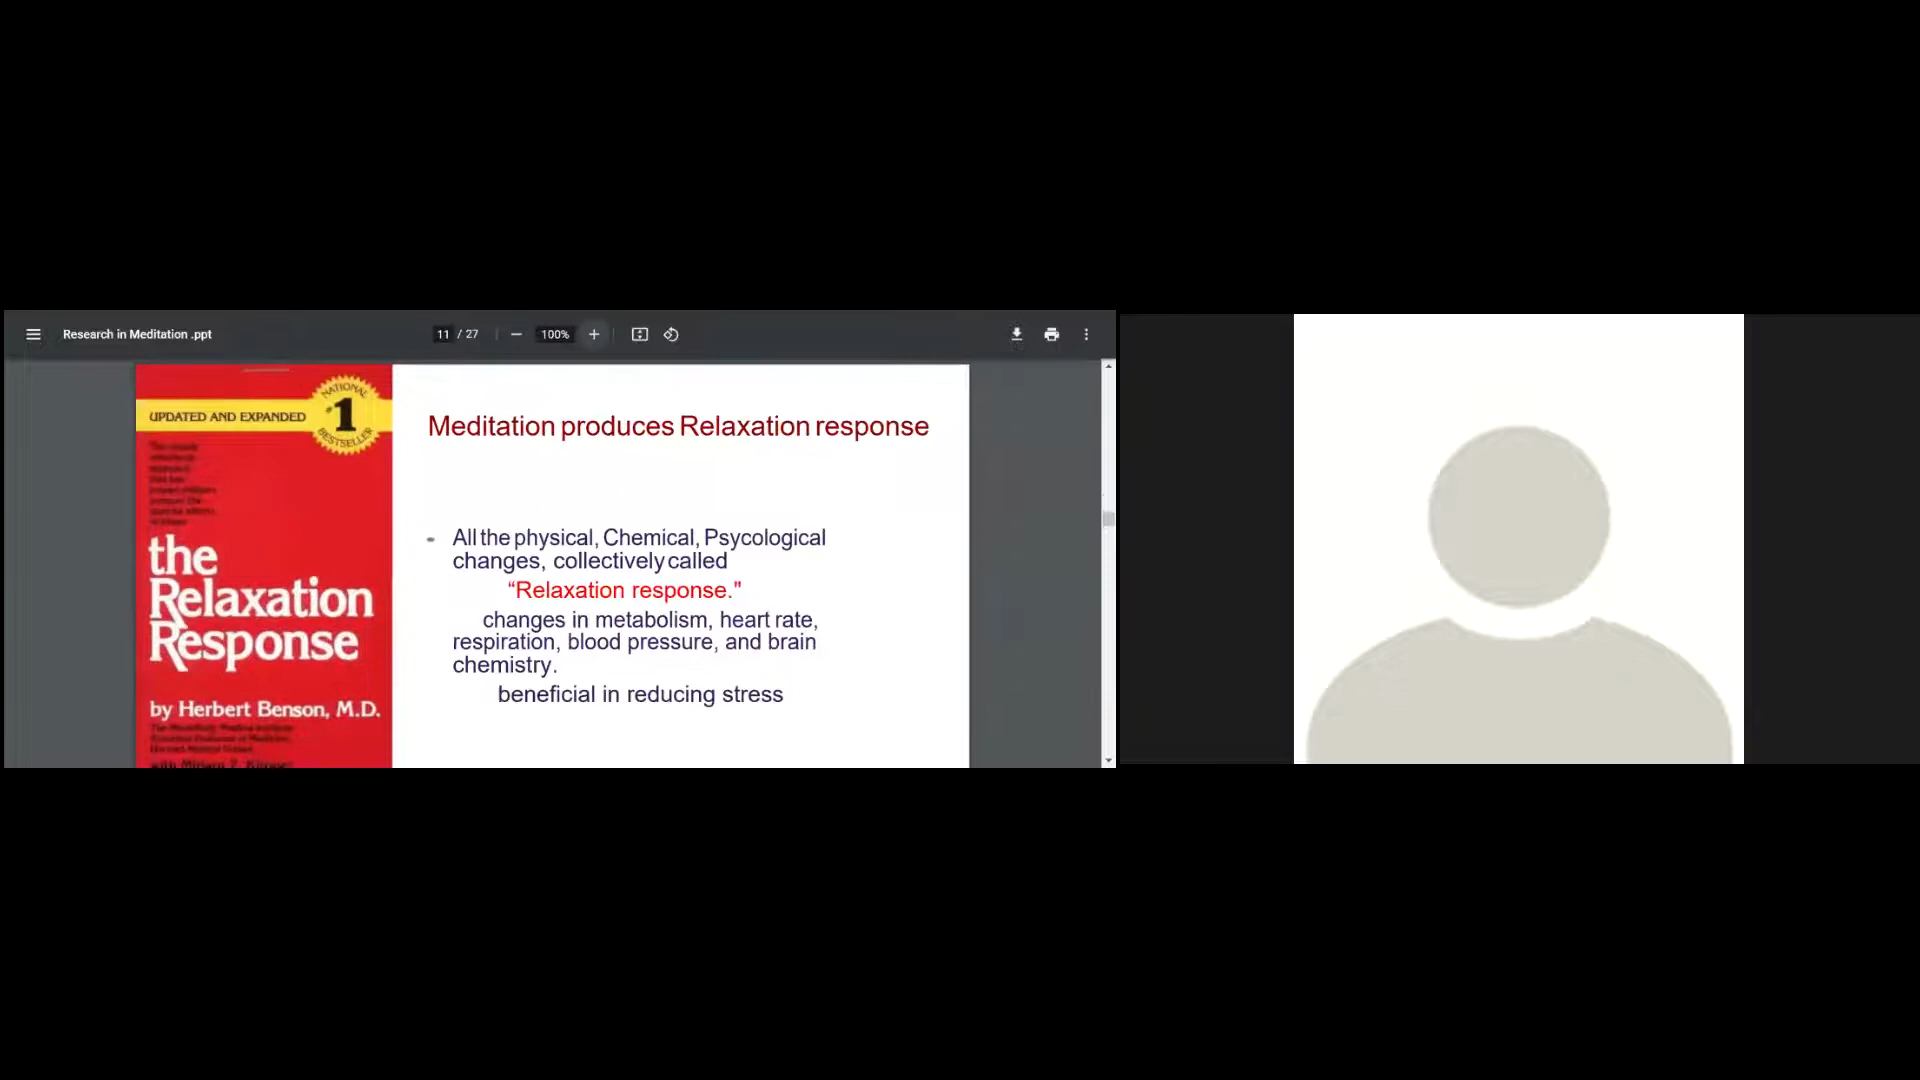 Research in Meditation .ppt
11 / 27
100%
UPDATED AND EXPANDED
NATIONAL
#1
BESTSELLER
the
Relaxation
Response
by Herbert Benson, M.D.
Meditation produces Relaxation response
- All the physical, Chemical, Psycological
changes, collectively called
“Relaxation response."
changes in metabolism, heart rate,
respiration, blood pressure, and brain
chemistry.
beneficial in reducing stress